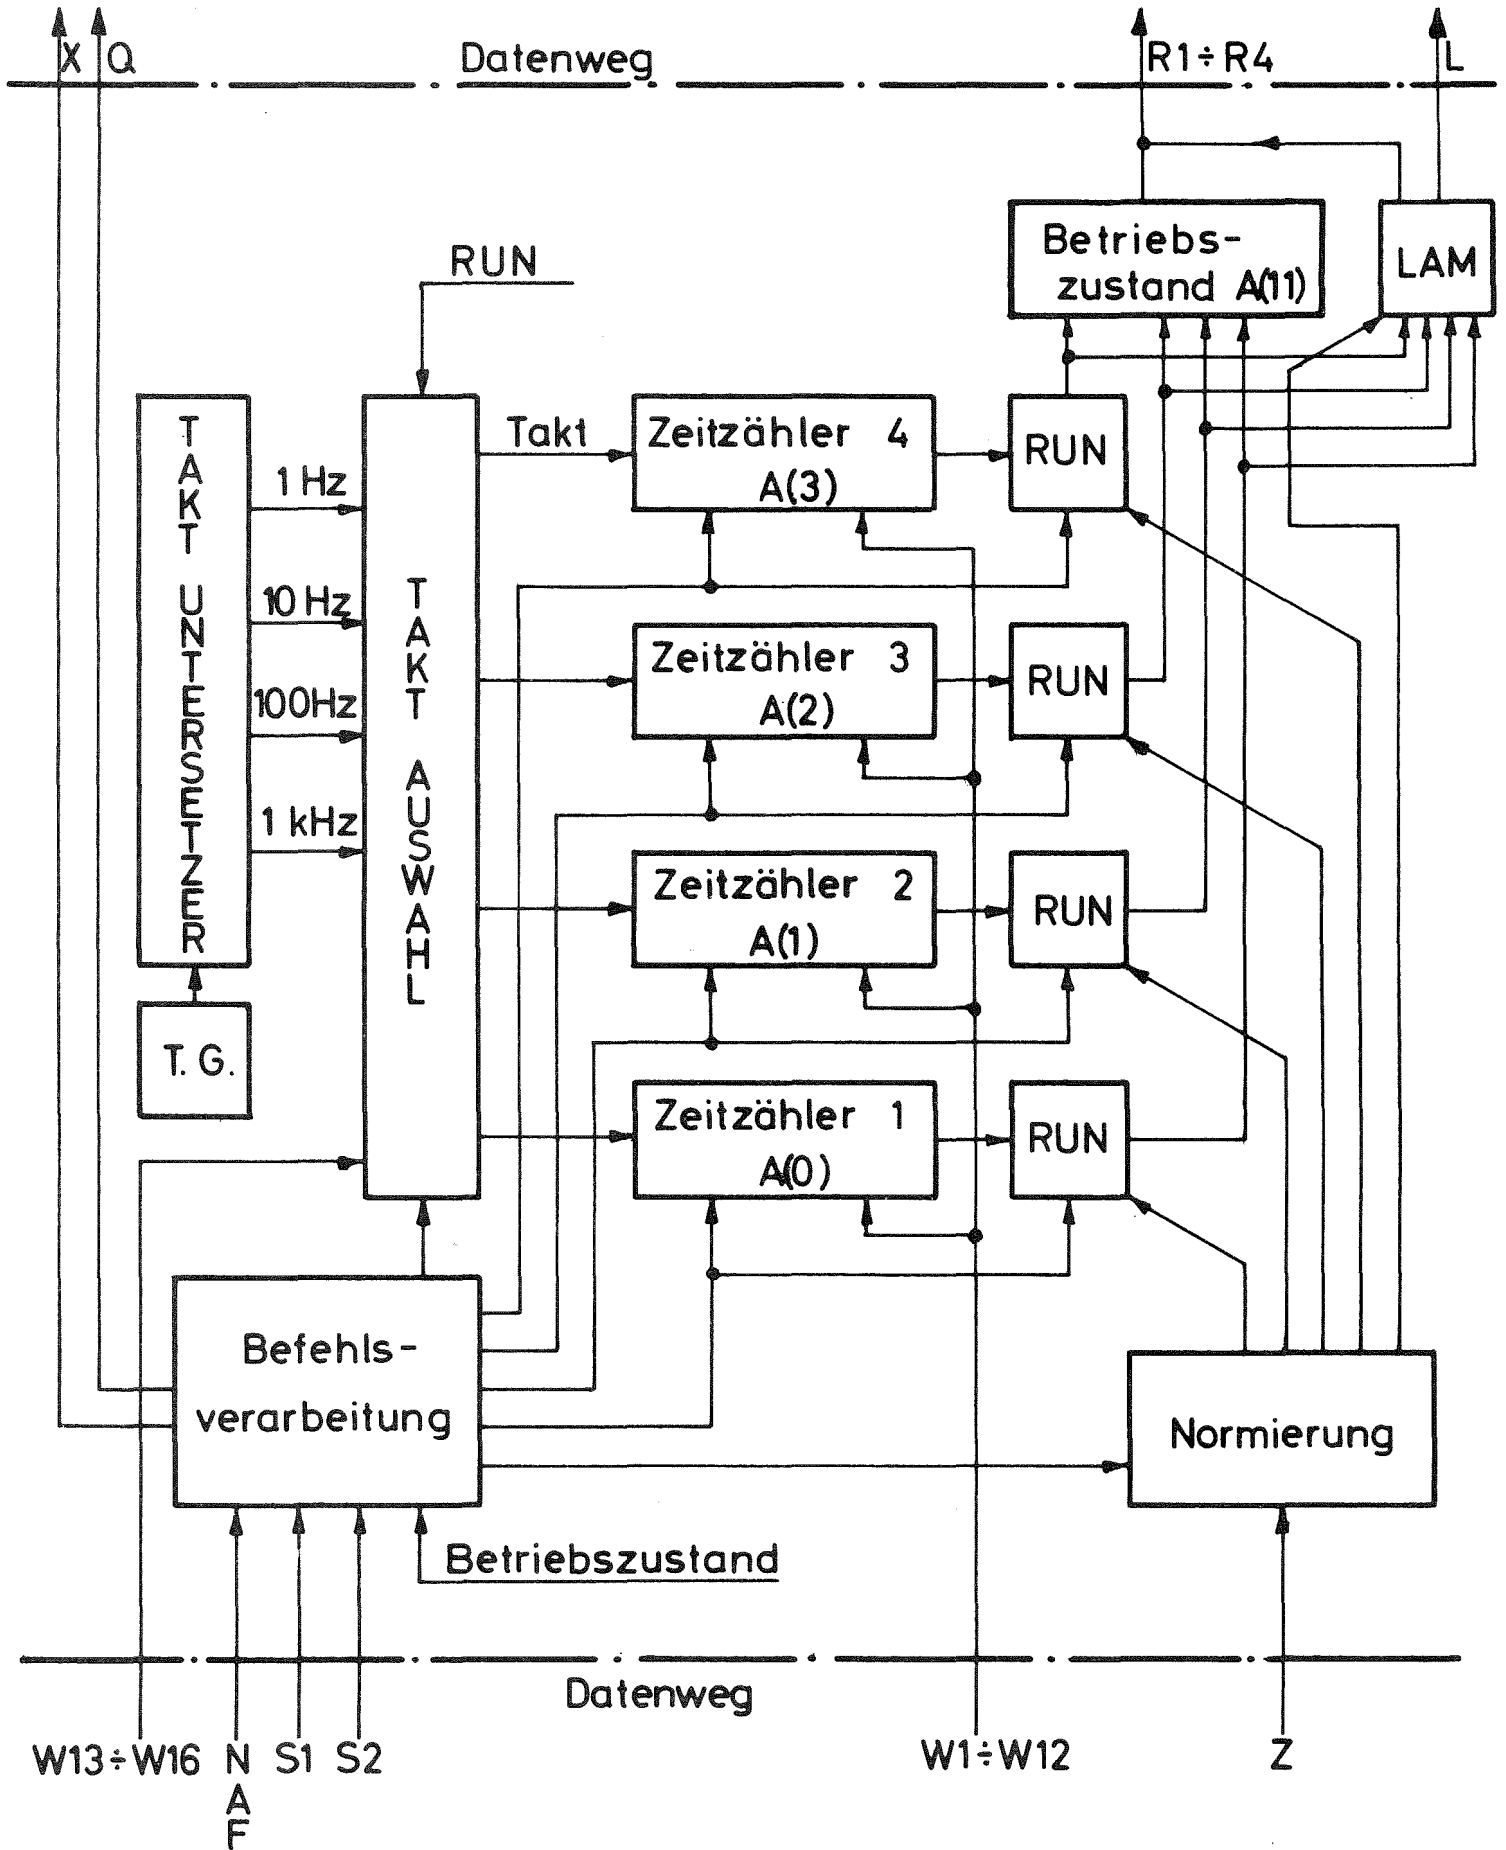 X Q Datenweg R1÷R4 L
Betriebs-
zustand A(11)
LAM
RUN
TAKT UNTERSETZER
1 Hz
10 Hz
100Hz
1 kHz
T.G.
TAKT AUSWAHL
Takt
Zeitzähler 4
A(3)
RUN
Zeitzähler 3
A(2)
RUN
Zeitzähler 2
A(1)
RUN
Zeitzähler 1
A(0)
RUN
Befehls-
verarbeitung
Normierung
Betriebszustand
Datenweg
W13÷W16 N S1 S2 W1÷W12 Z
A
F